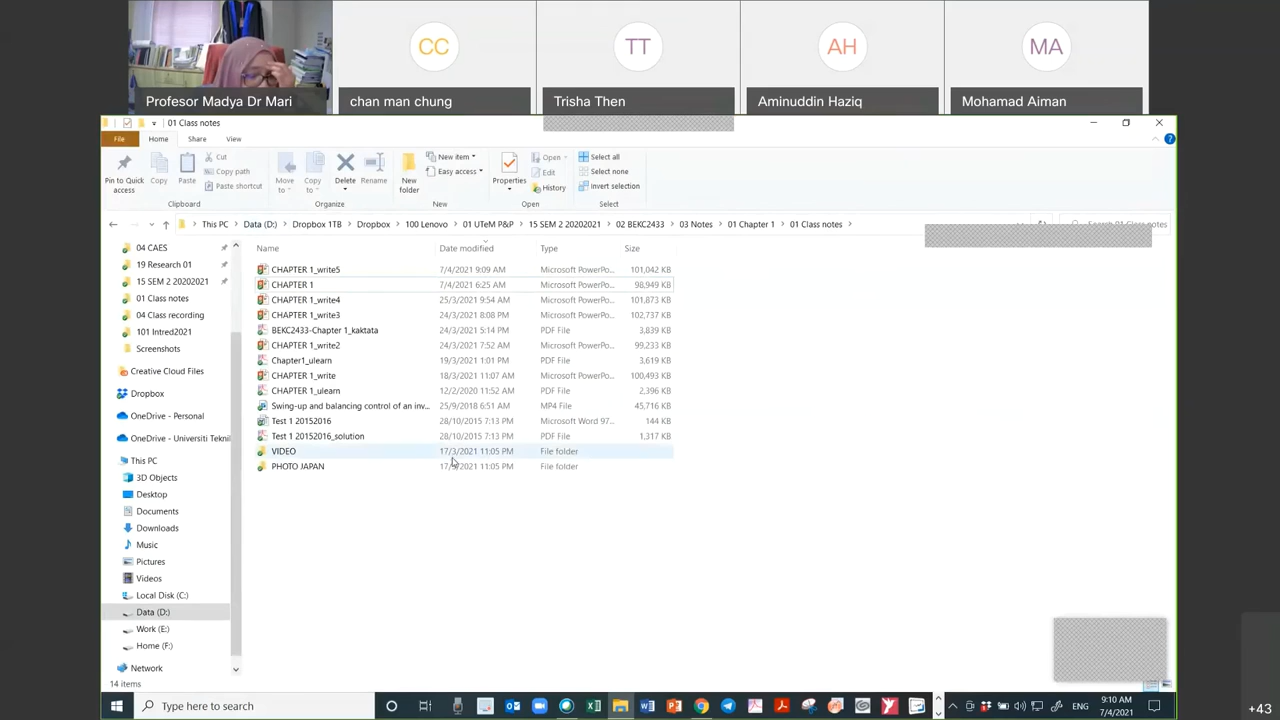 CC
TT
AH
MA
Profesor Madya Dr Mari
chan man chung
Trisha Then
Aminuddin Haziq
Mohamad Aiman
01 Class notes
File
Home
Share
View
Pin to Quick access
Copy
Paste
Cut
Copy path
Paste shortcut
Clipboard
Move to
Copy to
Delete
Rename
Organize
New folder
New item
Easy access
New
Properties
Open
Edit
History
Open
Select all
Select none
Invert selection
Select
This PC > Data (D:) > Dropbox 1TB > Dropbox > 100 Lenovo > 01 UTeM P&P > 15 SEM 2 20202021 > 02 BEKC2433 > 03 Notes > 01 Chapter 1 > 01 Class notes >
Search 01 Class notes
04 CAES
19 Research 01
15 SEM 2 20202021
01 Class notes
04 Class recording
101 Intred2021
Screenshots
Creative Cloud Files
Dropbox
OneDrive - Personal
OneDrive - Universiti Tekni
This PC
3D Objects
Desktop
Documents
Downloads
Music
Pictures
Videos
Local Disk (C:)
Data (D:)
Work (E:)
Home (F:)
Network
Name Date modified Type Size
CHAPTER 1_write5 7/4/2021 9:09 AM Microsoft PowerPo... 101,042 KB
CHAPTER 1 7/4/2021 6:25 AM Microsoft PowerPo... 98,949 KB
CHAPTER 1_write4 25/3/2021 9:54 AM Microsoft PowerPo... 101,873 KB
CHAPTER 1_write3 24/3/2021 8:08 PM Microsoft PowerPo... 102,737 KB
BEKC2433-Chapter 1_kaktata 24/3/2021 5:14 PM PDF File 3,839 KB
CHAPTER 1_write2 24/3/2021 7:52 AM Microsoft PowerPo... 99,233 KB
Chapter1_ulearn 19/3/2021 1:01 PM PDF File 3,619 KB
CHAPTER 1_write 18/3/2021 11:07 AM Microsoft PowerPo... 100,493 KB
CHAPTER 1_ulearn 12/2/2020 11:52 AM PDF File 2,396 KB
Swing-up and balancing control of an inv... 25/9/2018 6:51 AM MP4 File 45,716 KB
Test 1 20152016 28/10/2015 7:13 PM Microsoft Word 97... 144 KB
Test 1 20152016_solution 28/10/2015 7:13 PM PDF File 1,317 KB
VIDEO 17/3/2021 11:05 PM File folder
PHOTO JAPAN 17/3/2021 11:05 PM File folder
14 items
Type here to search
ENG
9:10 AM
7/4/2021
+43